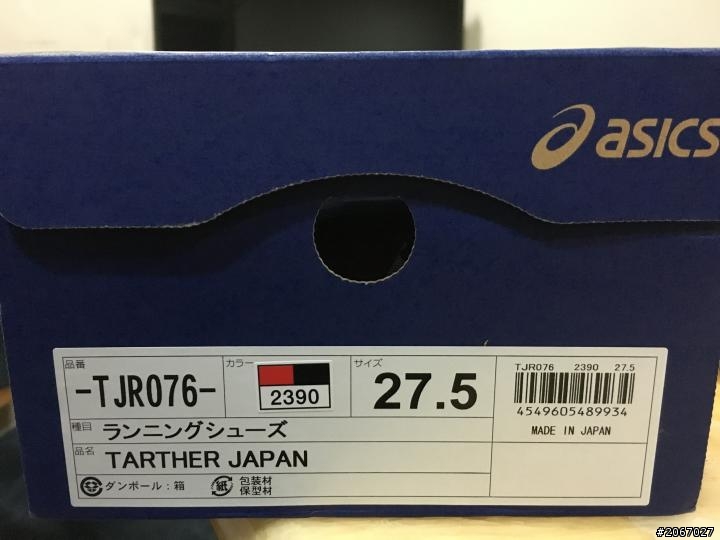 asics
品番
-TJR076-
カラー
2390
サイズ
27.5
TJR076 2390 27.5
4549605489934
MADE IN JAPAN
種目
ランニングシューズ
品名
TARTHER JAPAN
ダンボール:箱
紙
包装材
保型材
#2067027